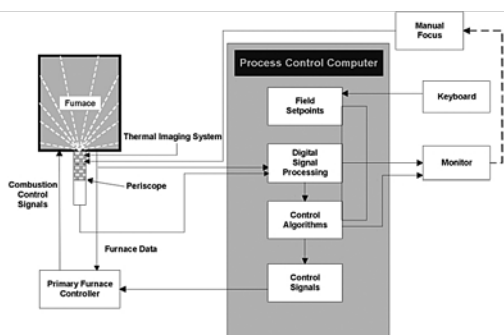 Manual
Focus
Process Control Computer
Furnace
Field
Setpoints
Keyboard
Thermal Imaging System
Digital
Signal
Processing
Monitor
Periscope
Combustion
Control
Signals
Control
Algorithms
Furnace Data
Primary Furnace
Controller
Control
Signals